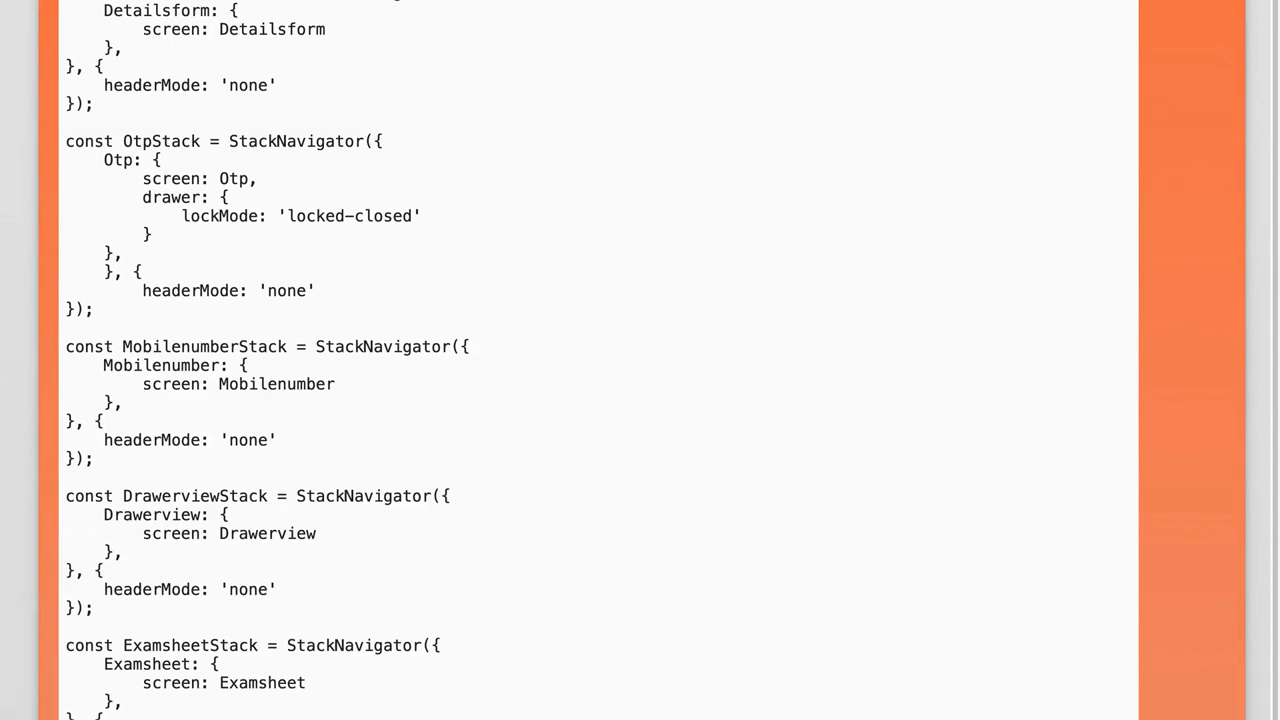 Detailsform: {
screen: Detailsform
},
}, {
headerMode: 'none'
});
const OtpStack = StackNavigator({
Otp: {
screen: Otp,
drawer: {
lockMode: 'locked-closed'
}
},
}, {
headerMode: 'none'
});
const MobilenumberStack = StackNavigator({
Mobilenumber: {
screen: Mobilenumber
},
}, {
headerMode: 'none'
});
const DrawerviewStack = StackNavigator({
Drawerview: {
screen: Drawerview
},
}, {
headerMode: 'none'
});
const ExamsheetStack = StackNavigator({
Examsheet: {
screen: Examsheet
},
}, {